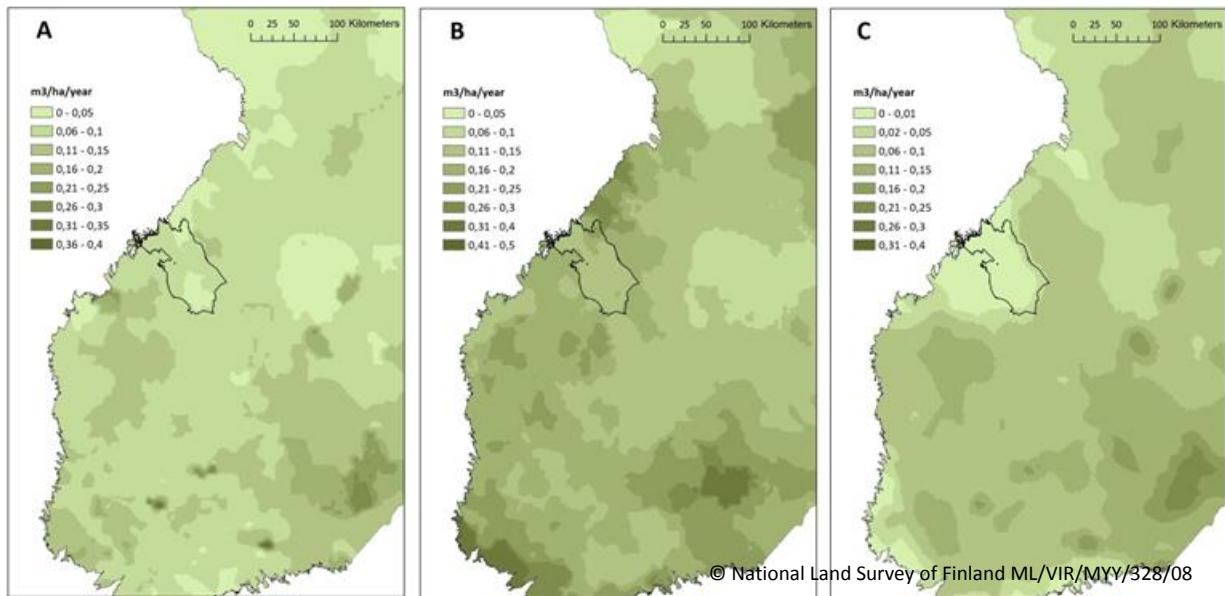 A
0 25 50 100 Kilometers
m3/ha/year
0 - 0,05
0,06 - 0,1
0,11 - 0,15
0,16 - 0,2
0,21 - 0,25
0,26 - 0,3
0,31 - 0,35
0,36 - 0,4
B
0 25 50 100 Kilometers
m3/ha/year
0 - 0,05
0,06 - 0,1
0,11 - 0,15
0,16 - 0,2
0,21 - 0,25
0,26 - 0,3
0,31 - 0,4
0,41 - 0,5
C
0 25 50 100 Kilometers
m3/ha/year
0 - 0,01
0,02 - 0,05
0,06 - 0,1
0,11 - 0,15
0,16 - 0,2
0,21 - 0,25
0,26 - 0,3
0,31 - 0,4
© National Land Survey of Finland ML/VIR/MYY/328/08